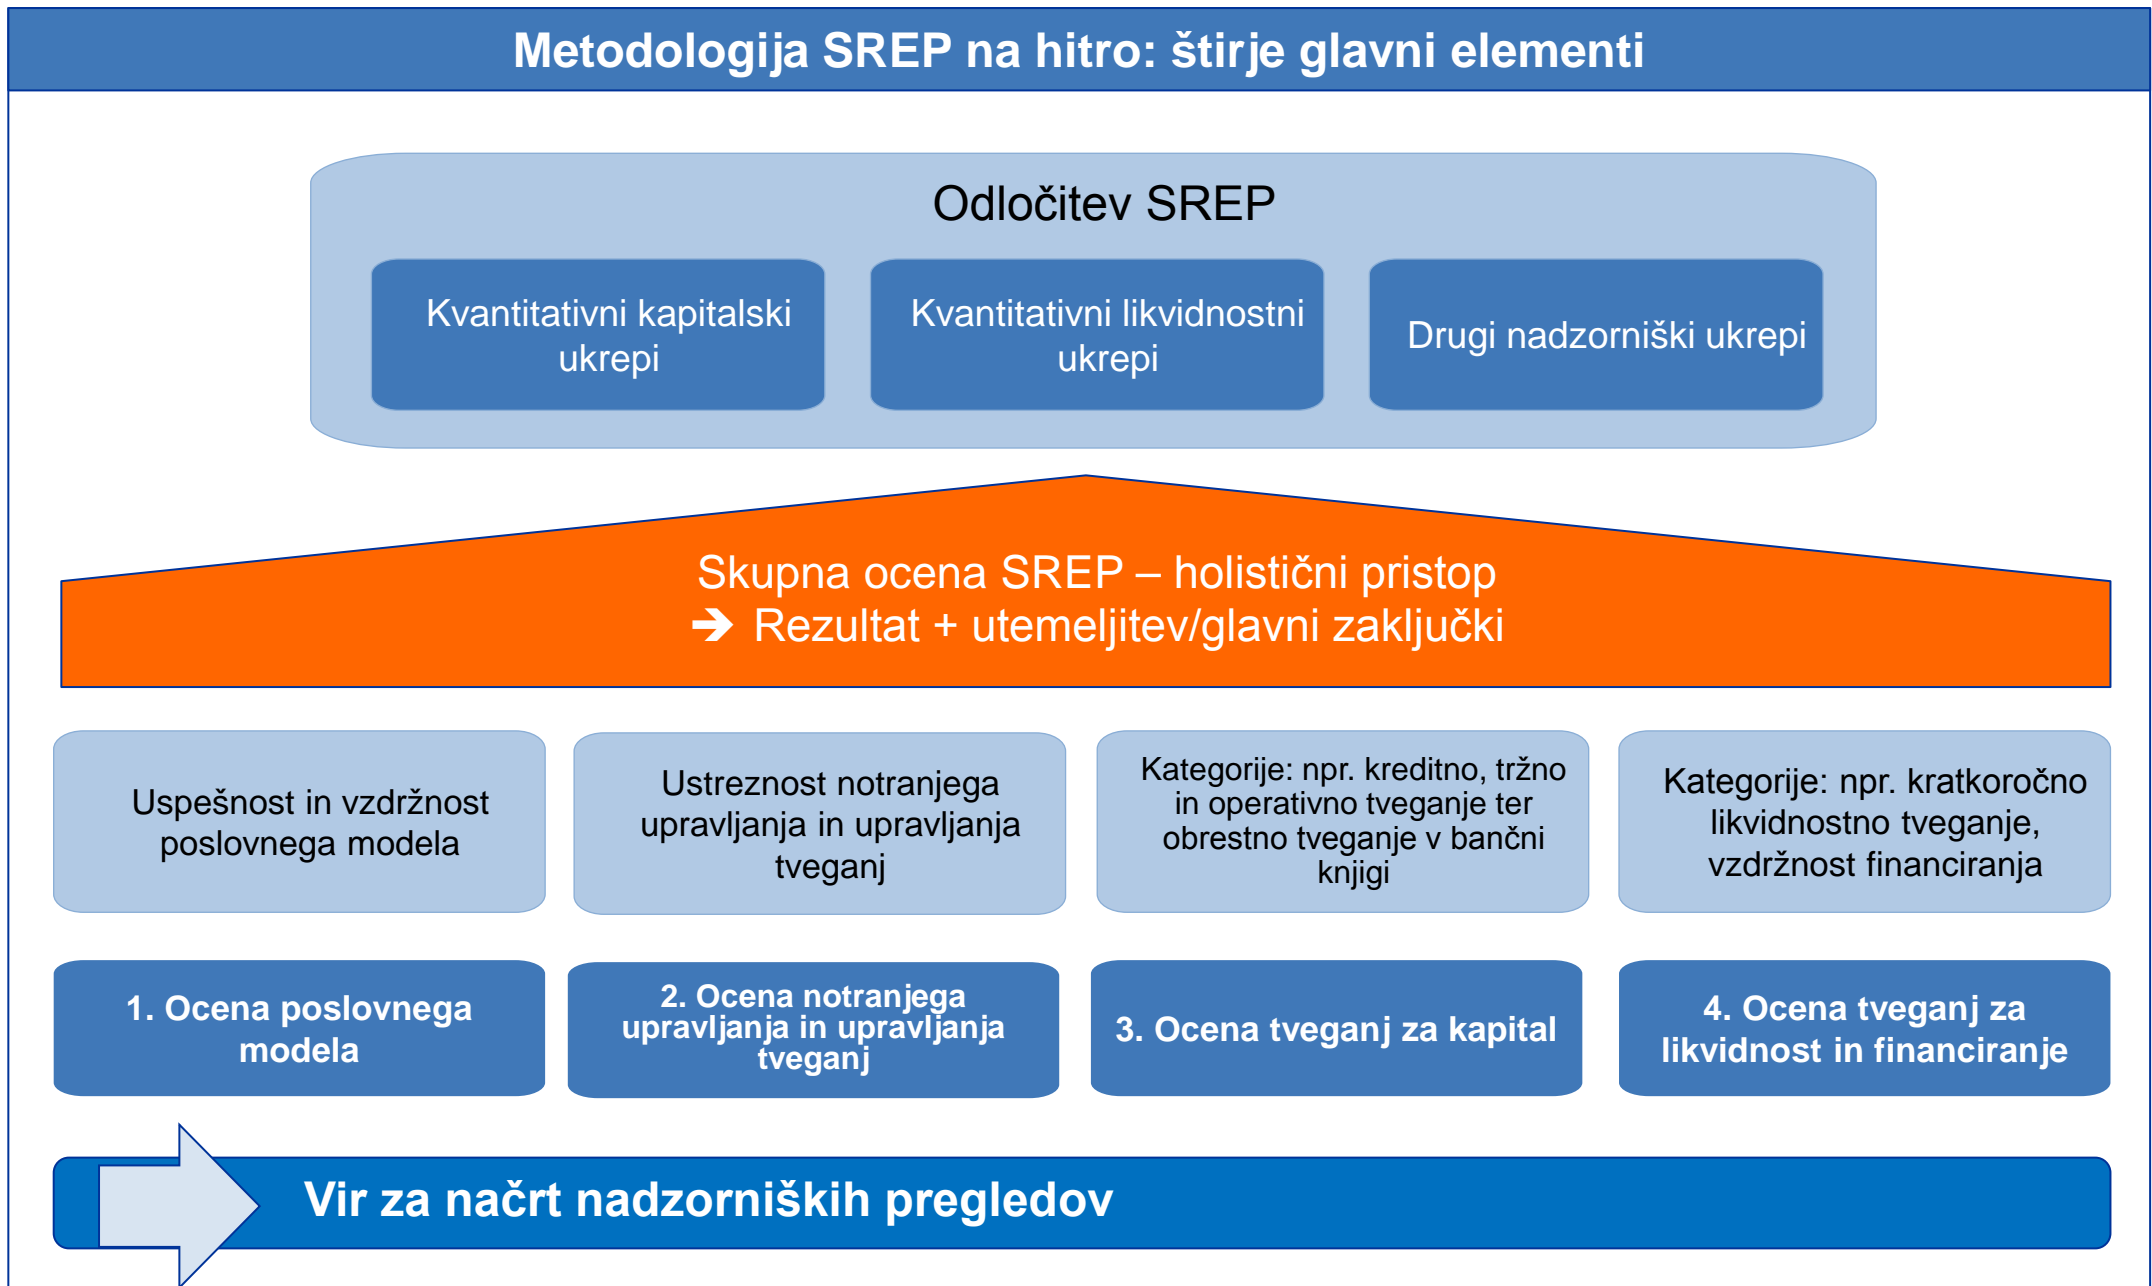 Metodologija SREP na hitro: štirje glavni elementi
Odločitev SREP
Kvantitativni kapitalski
ukrepi
Kvantitativni likvidnostni
ukrepi
Drugi nadzorniški ukrepi
Skupna ocena SREP – holistični pristop
➔ Rezultat + utemeljitev/glavni zaključki
Uspešnost in vzdržnost
poslovnega modela
Ustreznost notranjega
upravljanja in upravljanja
tveganj
Kategorije: npr. kreditno, tržno
in operativno tveganje ter
obrestno tveganje v bančni
knjigi
Kategorije: npr. kratkoročno
likvidnostno tveganje,
vzdržnost financiranja
1. Ocena poslovnega
modela
2. Ocena notranjega
upravljanja in upravljanja
tveganj
3. Ocena tveganj za kapital
4. Ocena tveganj za
likvidnost in financiranje
Vir za načrt nadzorniških pregledov